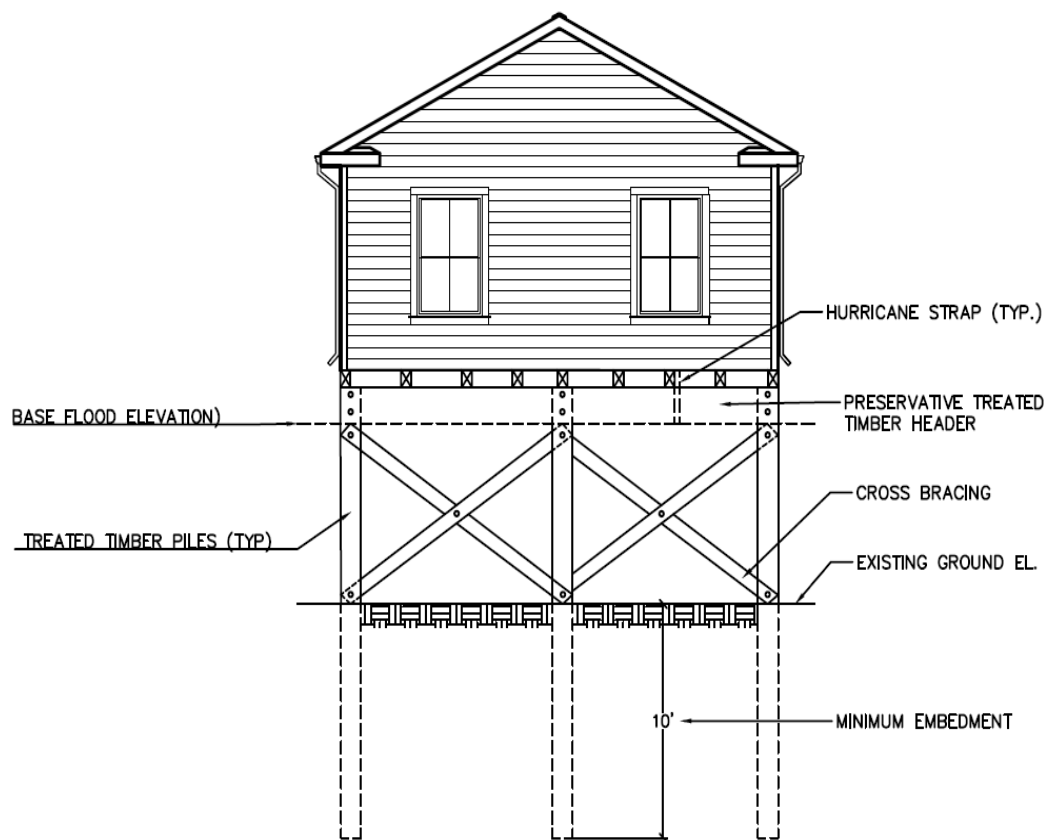 HURRICANE STRAP (TYP.)
BASE FLOOD ELEVATION)
PRESERVATIVE TREATED
TIMBER HEADER
CROSS BRACING
TREATED TIMBER PILES (TYP)
EXISTING GROUND EL.
10'
MINIMUM EMBEDMENT